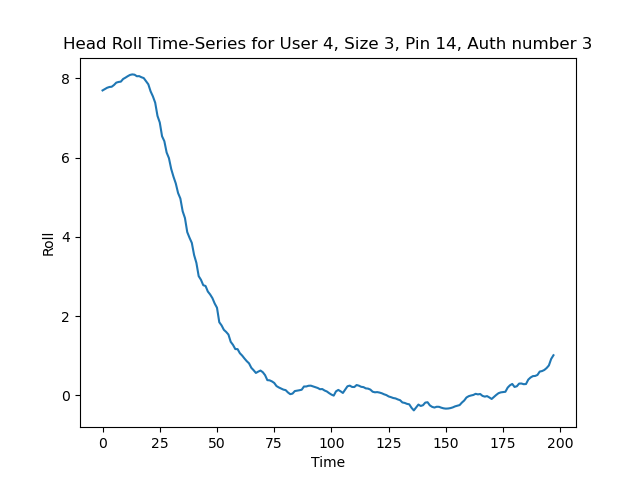 Head Roll Time-Series for User 4, Size 3, Pin 14, Auth number 3
8
6
4
2
0
Roll
0 25 50 75 100 125 150 175 200
Time